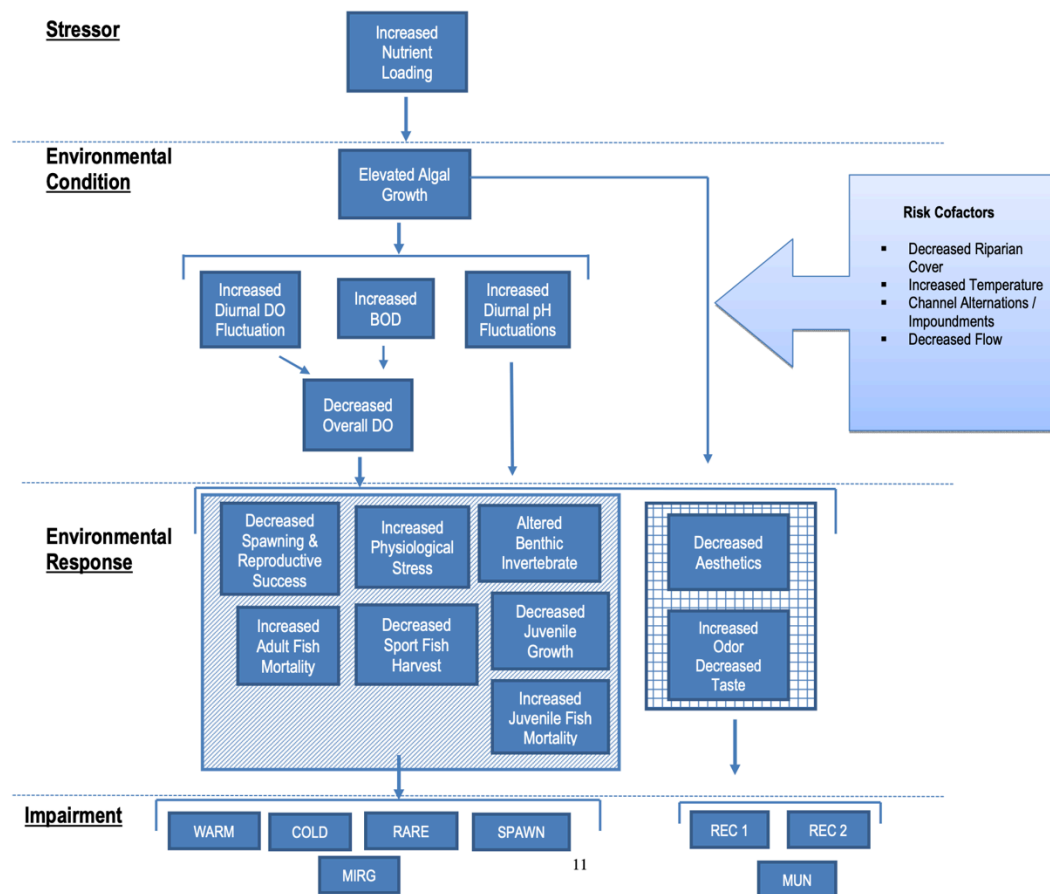 Stressor
Increased
Nutrient
Loading
Environmental
Condition
Elevated Algal
Growth
Risk Cofactors
▪ Decreased Riparian
Cover
▪ Increased Temperature
▪ Channel Alternations /
Impoundments
▪ Decreased Flow
Increased
Diurnal DO
Fluctuation
Increased
BOD
Increased
Diurnal pH
Fluctuations
Decreased
Overall DO
Environmental
Response
Decreased
Spawning &
Reproductive
Success
Increased
Physiological
Stress
Altered
Benthic
Invertebrate
Decreased
Aesthetics
Increased
Adult Fish
Mortality
Decreased
Sport Fish
Harvest
Decreased
Juvenile
Growth
Increased
Odor
Decreased
Taste
Increased
Juvenile Fish
Mortality
Impairment
WARM
COLD
RARE
SPAWN
REC 1
REC 2
MIRG
11
MUN